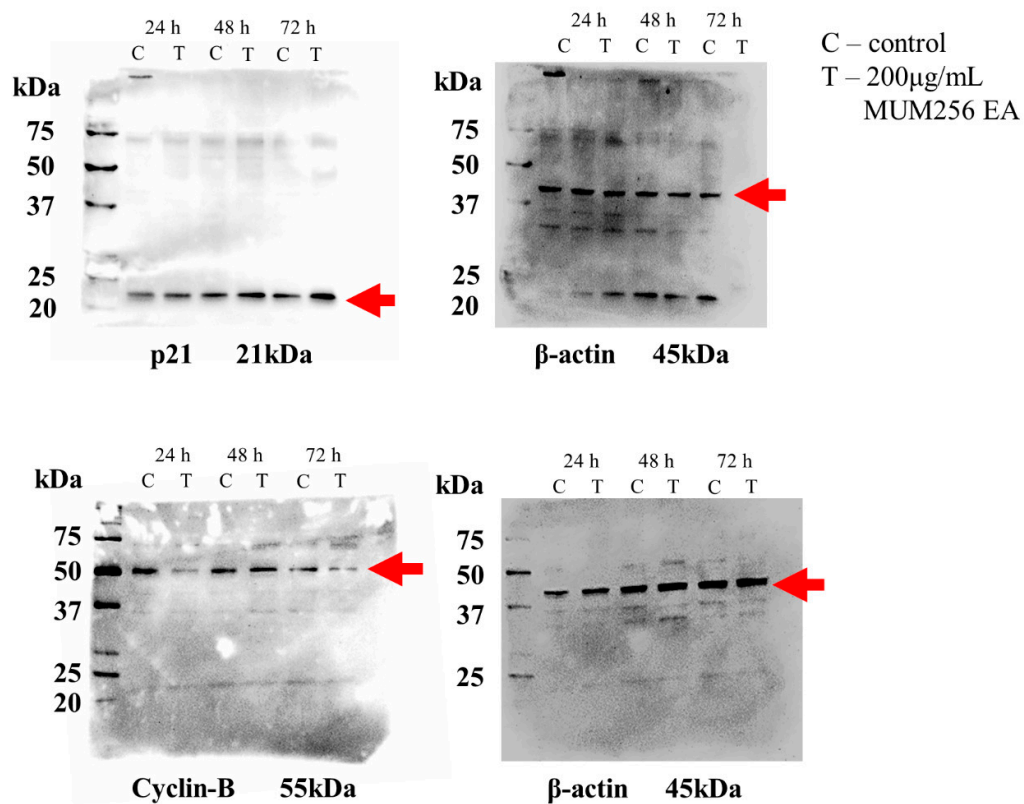 24 h 48 h 72 h
C T C T C T
kDa
75
50
37
25
20
p21 21kDa
24 h 48 h 72 h
C T C T C T
kDa
75
50
37
25
20
β-actin 45kDa
C – control
T – 200µg/mL
MUM256 EA
24 h 48 h 72 h
C T C T C T
kDa
75
50
37
25
20
Cyclin-B 55kDa
24 h 48 h 72 h
C T C T C T
kDa
75
50
37
25
β-actin 45kDa